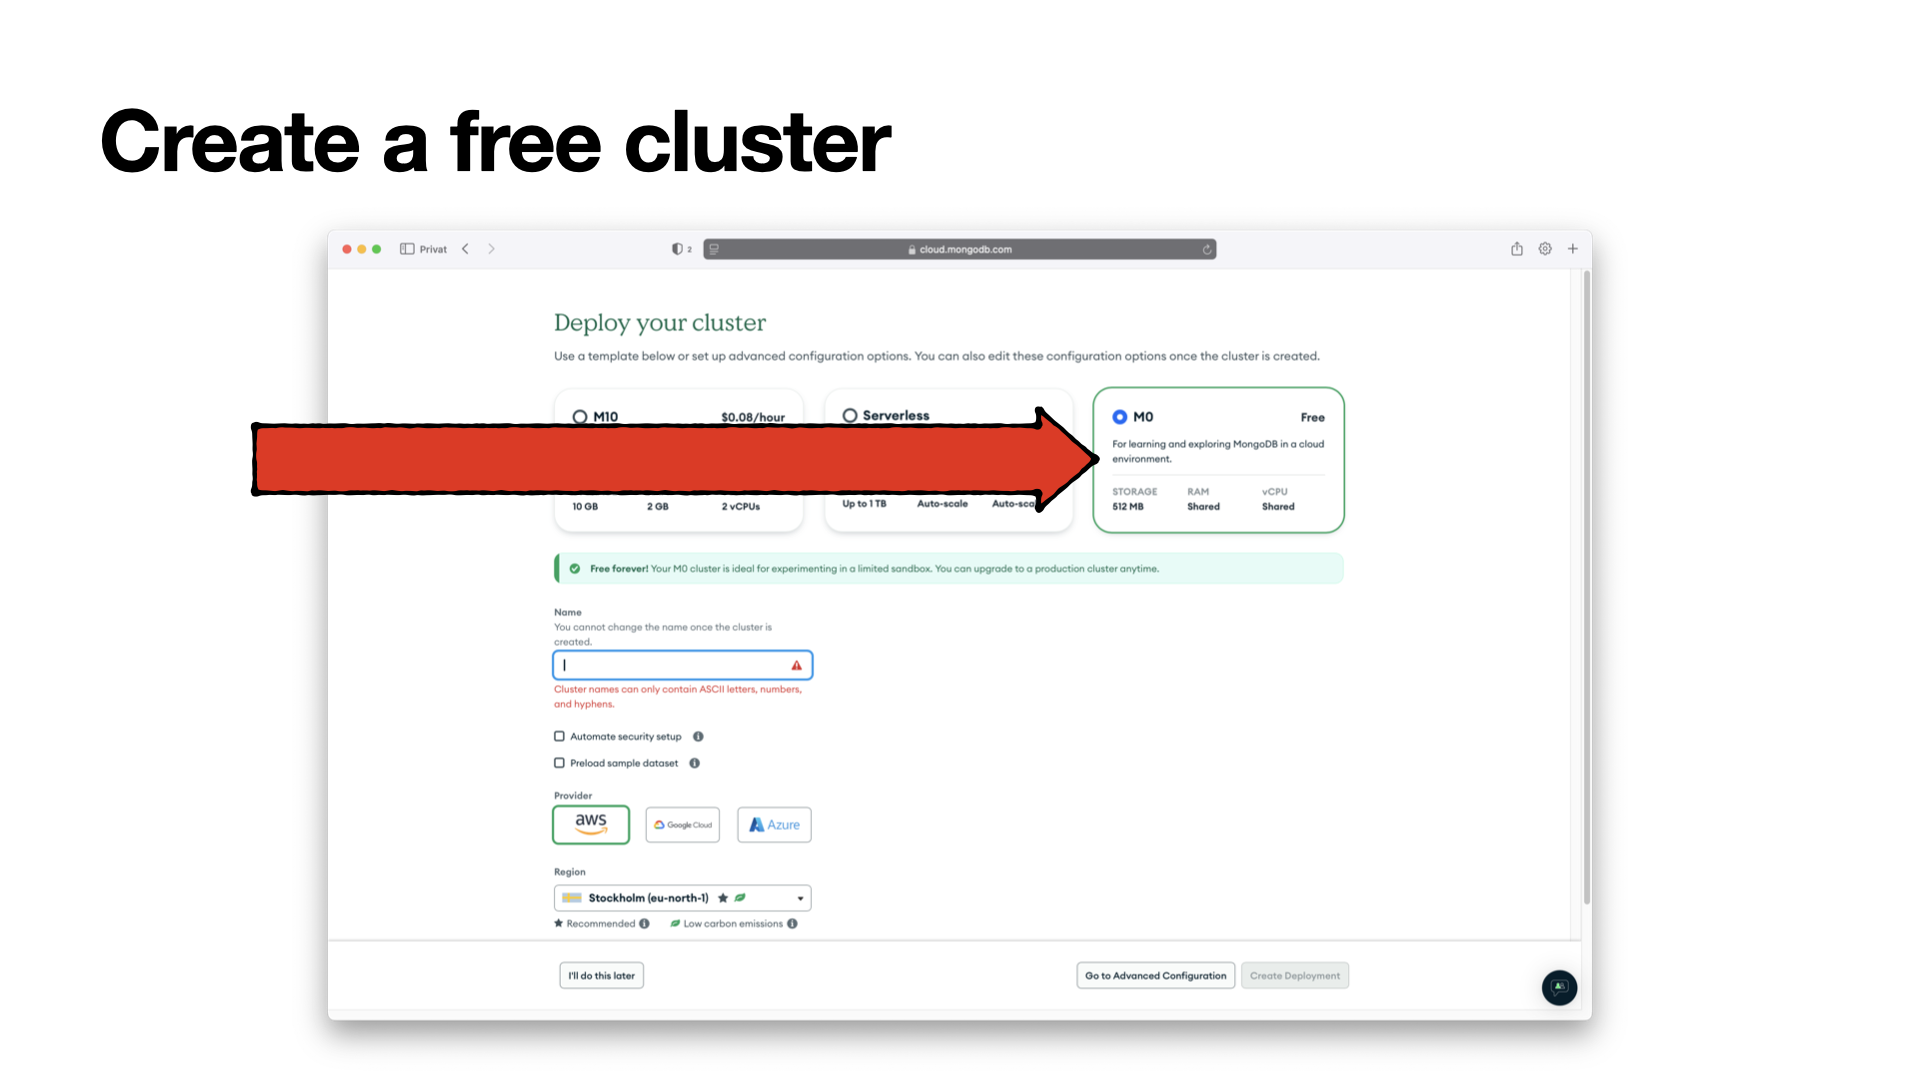 Create a free cluster
Privat
2
cloud.mongodb.com
Deploy your cluster
Use a template below or set up advanced configuration options. You can also edit these configuration options once the cluster is created.
M10 $0.08/hour
10 GB 2 GB 2 vCPUs
Serverless
Up to 1 TB Auto-scale
M0 Free
For learning and exploring MongoDB in a cloud
environment.
STORAGE RAM vCPU
512 MB Shared Shared
Free forever! Your M0 cluster is ideal for experimenting in a limited sandbox. You can upgrade to a production cluster anytime.
Name
You cannot change the name once the cluster is
created.
Cluster names can only contain ASCII letters, numbers,
and hyphens.
Automate security setup
Preload sample dataset
Provider
aws Google Cloud Azure
Region
Stockholm (eu-north-1)
Recommended Low carbon emissions
I'll do this later Go to Advanced Configuration Create Deployment